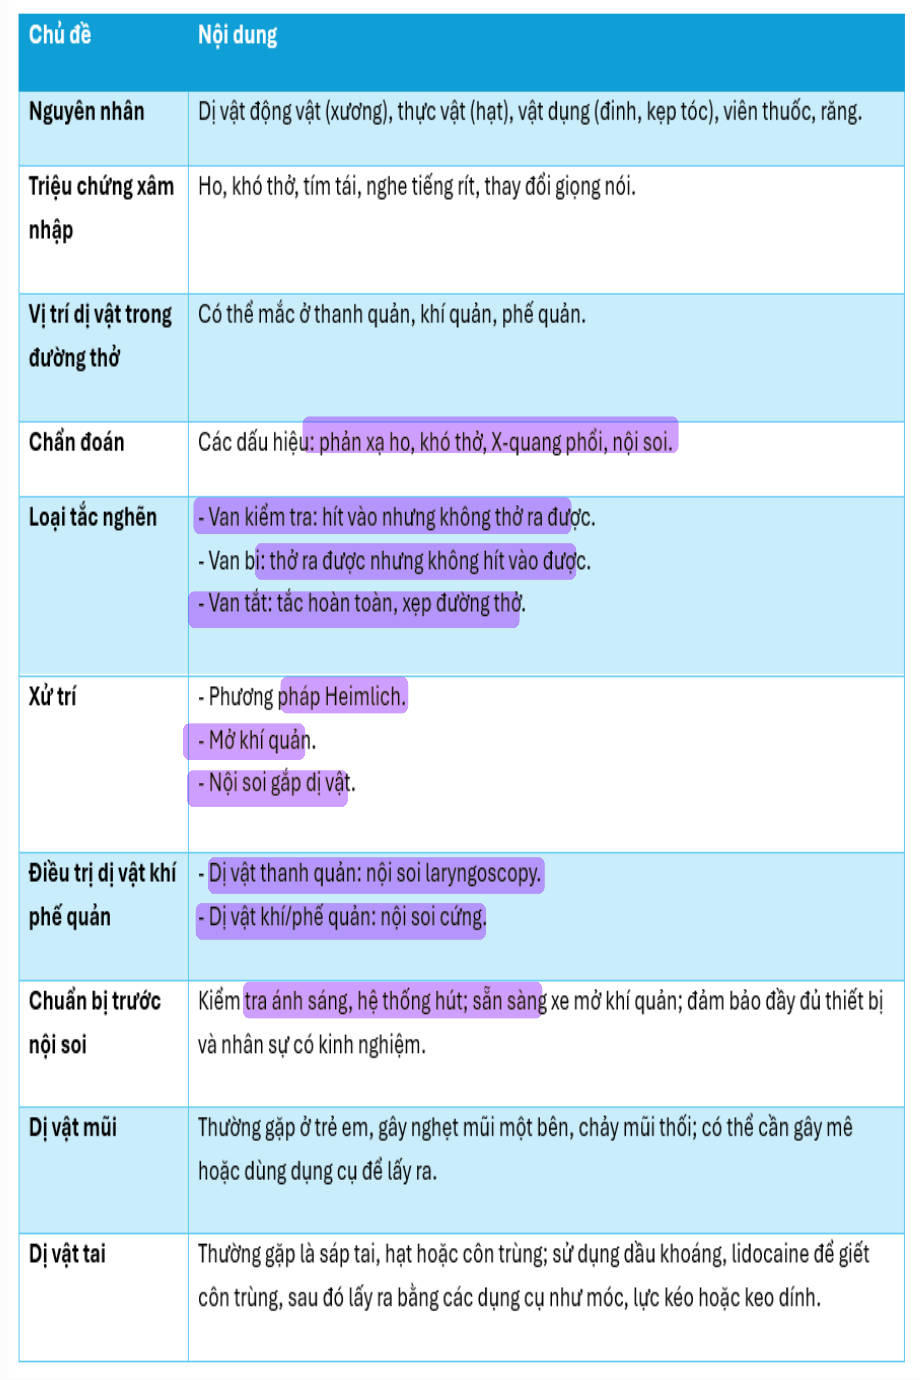 Chủ đề
Nội dung
Nguyên nhân
Dị vật động vật (xương), thực vật (hạt), vật dụng (đinh, kẹp tóc), viên thuốc, răng.
Triệu chứng xâm
nhập
Ho, khó thở, tím tái, nghe tiếng rít, thay đổi giọng nói.
Vị trí dị vật trong
đường thở
Có thể mắc ở thanh quản, khí quản, phế quản.
Chẩn đoán
Các dấu hiệu: phản xạ ho, khó thở, X-quang phổi, nội soi.
Loại tắc nghẽn
- Van kiểm tra: hít vào nhưng không thở ra được.
- Van bi: thở ra được nhưng không hít vào được.
- Van tắt: tắc hoàn toàn, xẹp đường thở.
Xử trí
- Phương pháp Heimlich.
- Mở khí quản.
- Nội soi gắp dị vật.
Điều trị dị vật khí
phế quản
- Dị vật thanh quản: nội soi laryngoscopy.
- Dị vật khí/phế quản: nội soi cứng.
Chuẩn bị trước
nội soi
Kiểm tra ánh sáng, hệ thống hút; sẵn sàng xe mở khí quản; đảm bảo đầy đủ thiết bị
và nhân sự có kinh nghiệm.
Dị vật mũi
Thường gặp ở trẻ em, gây nghẹt mũi một bên, chảy mũi thối; có thể cần gây mê
hoặc dùng dụng cụ để lấy ra.
Dị vật tai
Thường gặp là sáp tai, hạt hoặc côn trùng; sử dụng dầu khoáng, lidocaine để giết
côn trùng, sau đó lấy ra bằng các dụng cụ như móc, lực kéo hoặc keo dính.